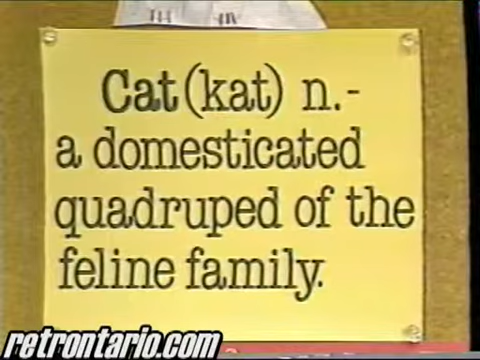 Cat (kat) n.-
a domesticated
quadruped of the
feline family.
retrontario.com